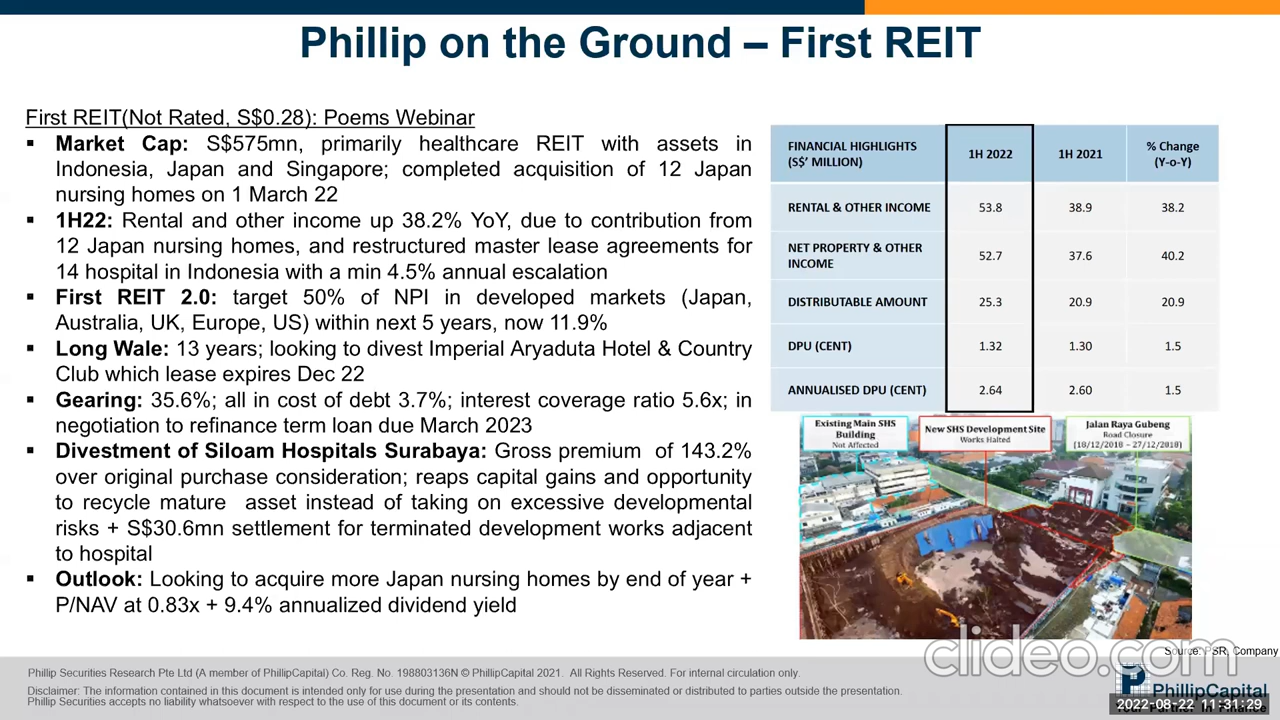 Phillip on the Ground – First REIT
First REIT(Not Rated, S$0.28): Poems Webinar
▪ Market Cap: S$575mn, primarily healthcare REIT with assets in
Indonesia, Japan and Singapore; completed acquisition of 12 Japan
nursing homes on 1 March 22
▪ 1H22: Rental and other income up 38.2% YoY, due to contribution from
12 Japan nursing homes, and restructured master lease agreements for
14 hospital in Indonesia with a min 4.5% annual escalation
▪ First REIT 2.0: target 50% of NPI in developed markets (Japan,
Australia, UK, Europe, US) within next 5 years, now 11.9%
▪ Long Wale: 13 years; looking to divest Imperial Aryaduta Hotel & Country
Club which lease expires Dec 22
▪ Gearing: 35.6%; all in cost of debt 3.7%; interest coverage ratio 5.6x; in
negotiation to refinance term loan due March 2023
▪ Divestment of Siloam Hospitals Surabaya: Gross premium of 143.2%
over original purchase consideration; reaps capital gains and opportunity
to recycle mature asset instead of taking on excessive developmental
risks + S$30.6mn settlement for terminated development works adjacent
to hospital
▪ Outlook: Looking to acquire more Japan nursing homes by end of year +
P/NAV at 0.83x + 9.4% annualized dividend yield
FINANCIAL HIGHLIGHTS
(S$' MILLION)
1H 2022
1H 2021
% Change
(Y-o-Y)
RENTAL & OTHER INCOME 53.8 38.9 38.2
NET PROPERTY & OTHER
INCOME
52.7 37.6 40.2
DISTRIBUTABLE AMOUNT 25.3 20.9 20.9
DPU (CENT) 1.32 1.30 1.5
ANNUALISED DPU (CENT) 2.64 2.60 1.5
Existing Main SHS
Building
Not Affected
New SHS Development Site
Works Halted
Jalan Raya Gubeng
Road Closure
(18/12/2018 – 27/12/2018)
clideo.com
Source: PSR, Company
Phillip Securities Research Pte Ltd (A member of PhillipCapital) Co. Reg. No. 198803136N © PhillipCapital 2021. All Rights Reserved. For internal circulation only.
Disclaimer: The information contained in this document is intended only for use during the presentation and should not be disseminated or distributed to parties outside the presentation.
Phillip Securities accepts no liability whatsoever with respect to the use of this document or its contents.
PhillipCapital
Your Partner In Finance
2022-08-22 11:31:29